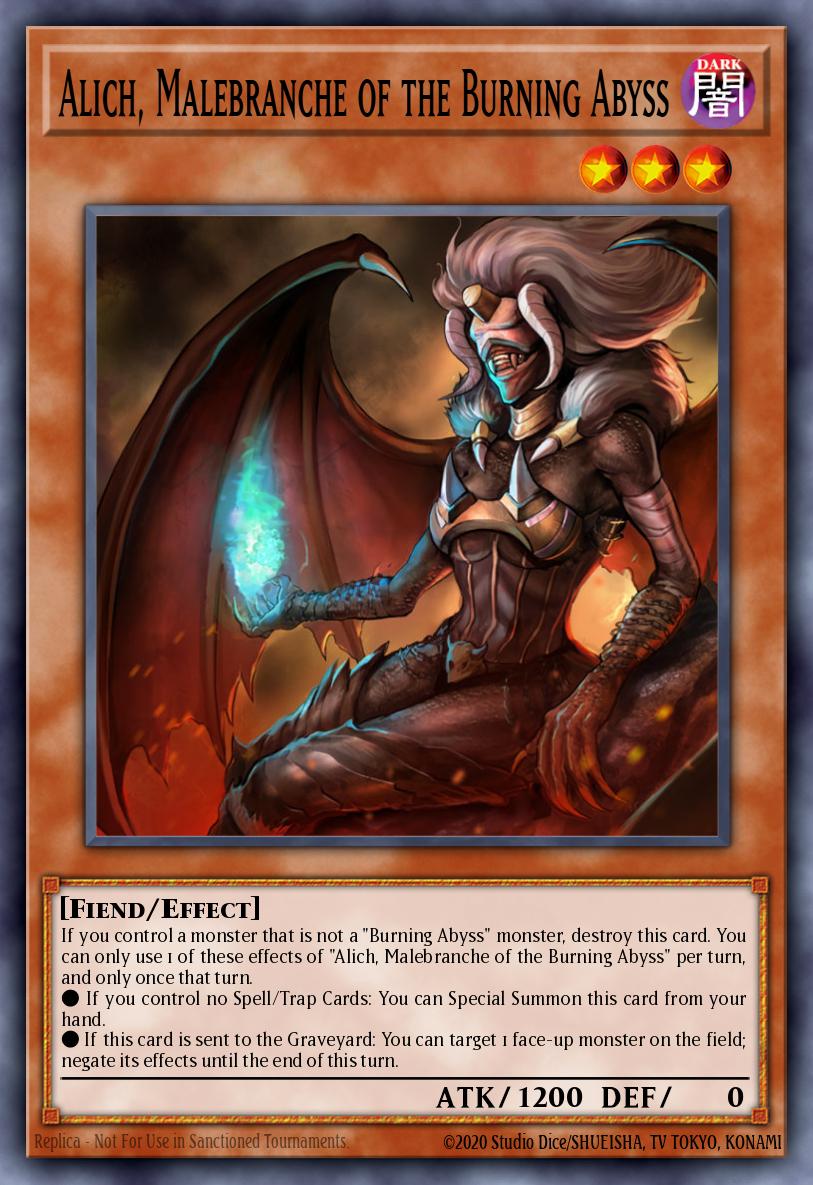 Alich, Malebranche of the Burning Abyss
DARK
闇
[Fiend/Effect]
If you control a monster that is not a "Burning Abyss" monster, destroy this card. You
can only use 1 of these effects of "Alich, Malebranche of the Burning Abyss" per turn,
and only once that turn.
● If you control no Spell/Trap Cards: You can Special Summon this card from your
hand.
● If this card is sent to the Graveyard: You can target 1 face-up monster on the field;
negate its effects until the end of this turn.
ATK/1200 DEF/ 0
Replica - Not For Use in Sanctioned Tournaments.
©2020 Studio Dice/SHUEISHA, TV TOKYO, KONAMI